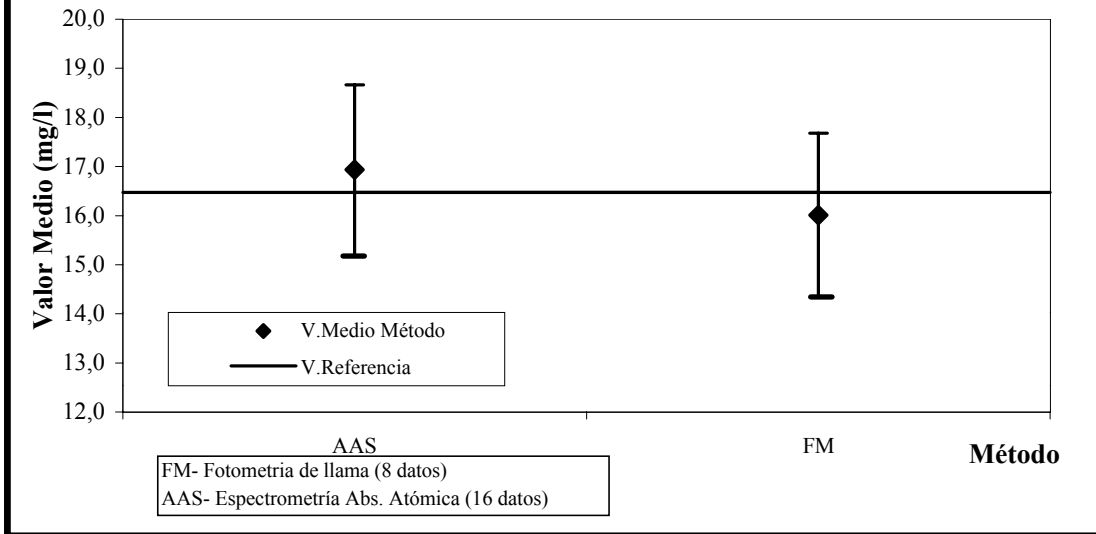 20,0
19,0
18,0
17,0
16,0
15,0
14,0
13,0
12,0
Valor Medio (mg/l)
V.Medio Método
V.Referencia
AAS
FM
Método
FM- Fotometria de llama (8 datos)
AAS- Espectrometría Abs. Atómica (16 datos)